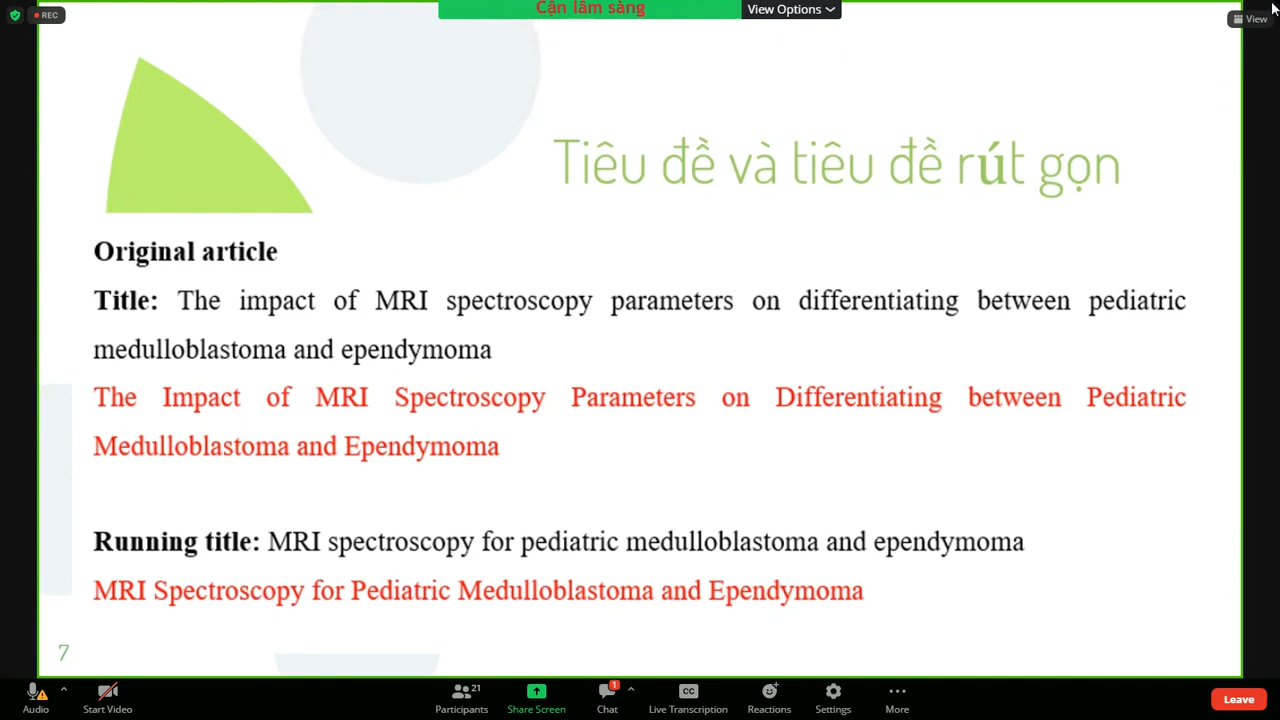 REC
Cận lâm sàng
View Options
View
Tiêu đề và tiêu đề rút gọn
Original article
Title: The impact of MRI spectroscopy parameters on differentiating between pediatric
medulloblastoma and ependymoma
The Impact of MRI Spectroscopy Parameters on Differentiating between Pediatric
Medulloblastoma and Ependymoma
Running title: MRI spectroscopy for pediatric medulloblastoma and ependymoma
MRI Spectroscopy for Pediatric Medulloblastoma and Ependymoma
7
Audio
Start Video
21
Participants
Share Screen
1
Chat
CC
Live Transcription
Reactions
Settings
More
Leave